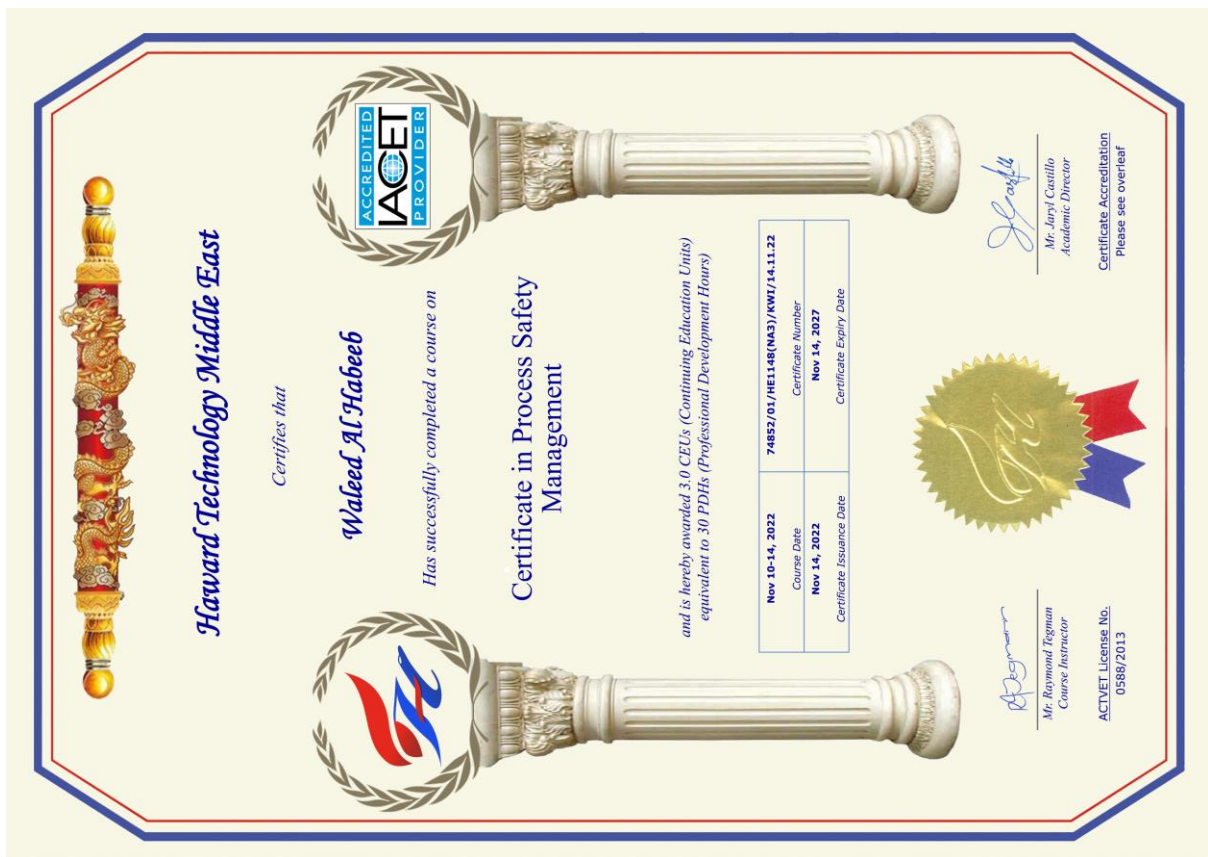 Haward Technology Middle East
Certifies that
Waleed Al Habeeb
Has successfully completed a course on
Certificate in Process Safety
Management
and is hereby awarded 3.0 CEUs (Continuing Education Units)
equivalent to 30 PDHs (Professional Development Hours)
Nov 10-14, 2022
74852/01/HE1148(NA3)/KWI/14.11.22
Course Date
Certificate Number
Nov 14, 2022
Nov 14, 2027
Certificate Issuance Date
Certificate Expiry Date
ACCREDITED
IACET
PROVIDER
Mr. Raymond Tegman
Course Instructor
ACTVET License No.
0588/2013
Mr. Jaryl Castillo
Academic Director
Certificate Accreditation
Please see overleaf